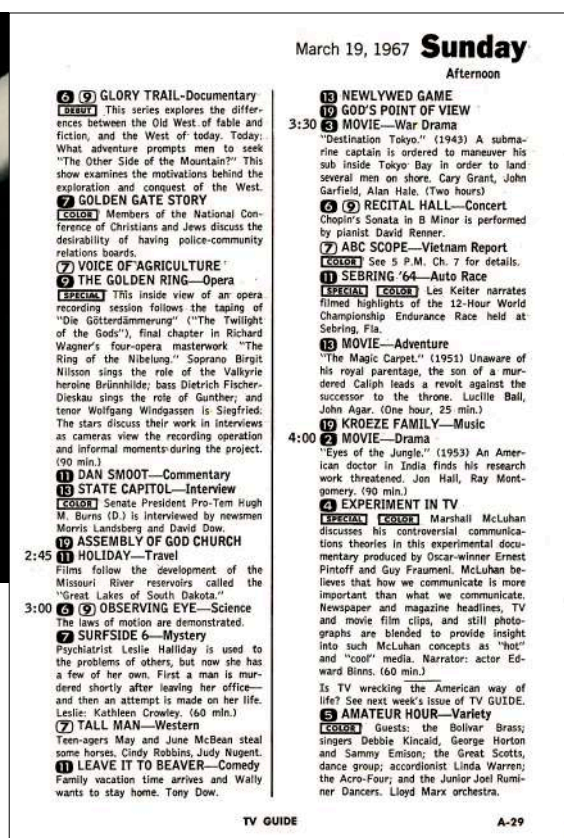 March 19, 1967 Sunday
Afternoon
6 9 GLORY TRAIL-Documentary
DEBUT This series explores the differ-
ences between the Old West of fable and
fiction, and the West of today. Today:
What adventure prompts men to seek
"The Other Side of the Mountain?" This
show examines the motivations behind the
exploration and conquest of the West.
7 GOLDEN GATE STORY
COLOR Members of the National Con-
ference of Christians and Jews discuss the
desirability of having police-community
relations boards.
7 VOICE OF AGRICULTURE
9 THE GOLDEN RING—Opera
SPECIAL This inside view of an opera
recording session follows the taping of
"Die Götterdämmerung" ("The Twilight
of the Gods"), final chapter in Richard
Wagner's four-opera masterwork "The
Ring of the Nibelung." Soprano Birgit
Nilsson sings the role of the Valkyrie
heroine Brünnhilde; bass Dietrich Fischer-
Dieskau sings the role of Gunther; and
tenor Wolfgang Windgassen is Siegfried:
The stars discuss their work in interviews
as cameras view the recording operation
and informal moments during the project.
(90 min.)
11 DAN SMOOT—Commentary
13 STATE CAPITOL—Interview
COLOR Senate President Pro-Tem Hugh
M. Burns (D.) is interviewed by newsmen
Morris Landsberg and David Dow.
19 ASSEMBLY OF GOD CHURCH
2:45 11 HOLIDAY—Travel
Films follow the development of the
Missouri River reservoirs called the
"Great Lakes of South Dakota."
3:00 6 9 OBSERVING EYE—Science
The laws of motion are demonstrated.
7 SURFSIDE 6—Mystery
Psychiatrist Leslie Halliday is used to
the problems of others, but now she has
a few of her own. First a man is mur-
dered shortly after leaving her office—
and then an attempt is made on her life.
Leslie: Kathleen Crowley. (60 min.)
7 TALL MAN—Western
Teen-agers May and June McBean steal
some horses. Cindy Robbins, Judy Nugent.
11 LEAVE IT TO BEAVER—Comedy
Family vacation time arrives and Wally
wants to stay home. Tony Dow.
13 NEWLYWED GAME
19 GOD'S POINT OF VIEW
3:30 3 MOVIE—War Drama
"Destination Tokyo." (1943) A subma-
rine captain is ordered to maneuver his
sub inside Tokyo Bay in order to land
several men on shore. Cary Grant, John
Garfield, Alan Hale. (Two hours)
6 9 RECITAL HALL—Concert
Chopin's Sonata in B Minor is performed
by pianist David Renner.
7 ABC SCOPE—Vietnam Report
COLOR See 5 P.M. Ch. 7 for details.
11 SEBRING '64—Auto Race
SPECIAL COLOR Les Keiter narrates
filmed highlights of the 12-Hour World
Championship Endurance Race held at
Sebring, Fla.
13 MOVIE—Adventure
"The Magic Carpet." (1951) Unaware of
his royal parentage, the son of a mur-
dered Caliph leads a revolt against the
successor to the throne. Lucille Ball,
John Agar. (One hour, 25 min.)
19 KROEZE FAMILY—Music
4:00 2 MOVIE—Drama
"Eyes of the Jungle." (1953) An Amer-
ican doctor in India finds his research
work threatened. Jon Hall, Ray Mont-
gomery. (90 min.)
4 EXPERIMENT IN TV
SPECIAL COLOR Marshall McLuhan
discusses his controversial communica-
tions theories in this experimental docu-
mentary produced by Oscar-winner Ernest
Pintoff and Guy Fraumeni. McLuhan be-
lieves that how we communicate is more
important than what we communicate.
Newspaper and magazine headlines, TV
and movie film clips, and still photo-
graphs are blended to provide insight
into such McLuhan concepts as "hot"
and "cool" media. Narrator: actor Ed-
ward Binns. (60 min.)
Is TV wrecking the American way of
life? See next week's issue of TV GUIDE.
5 AMATEUR HOUR—Variety
COLOR Guests: the Bolivar Brass;
singers Debbie Kincaid, George Horton
and Sammy Emison; the Great Scotts,
dance group; accordionist Linda Warren;
the Acro-Four; and the Junior Joel Rumi-
ner Dancers. Lloyd Marx orchestra.
TV GUIDE A-29